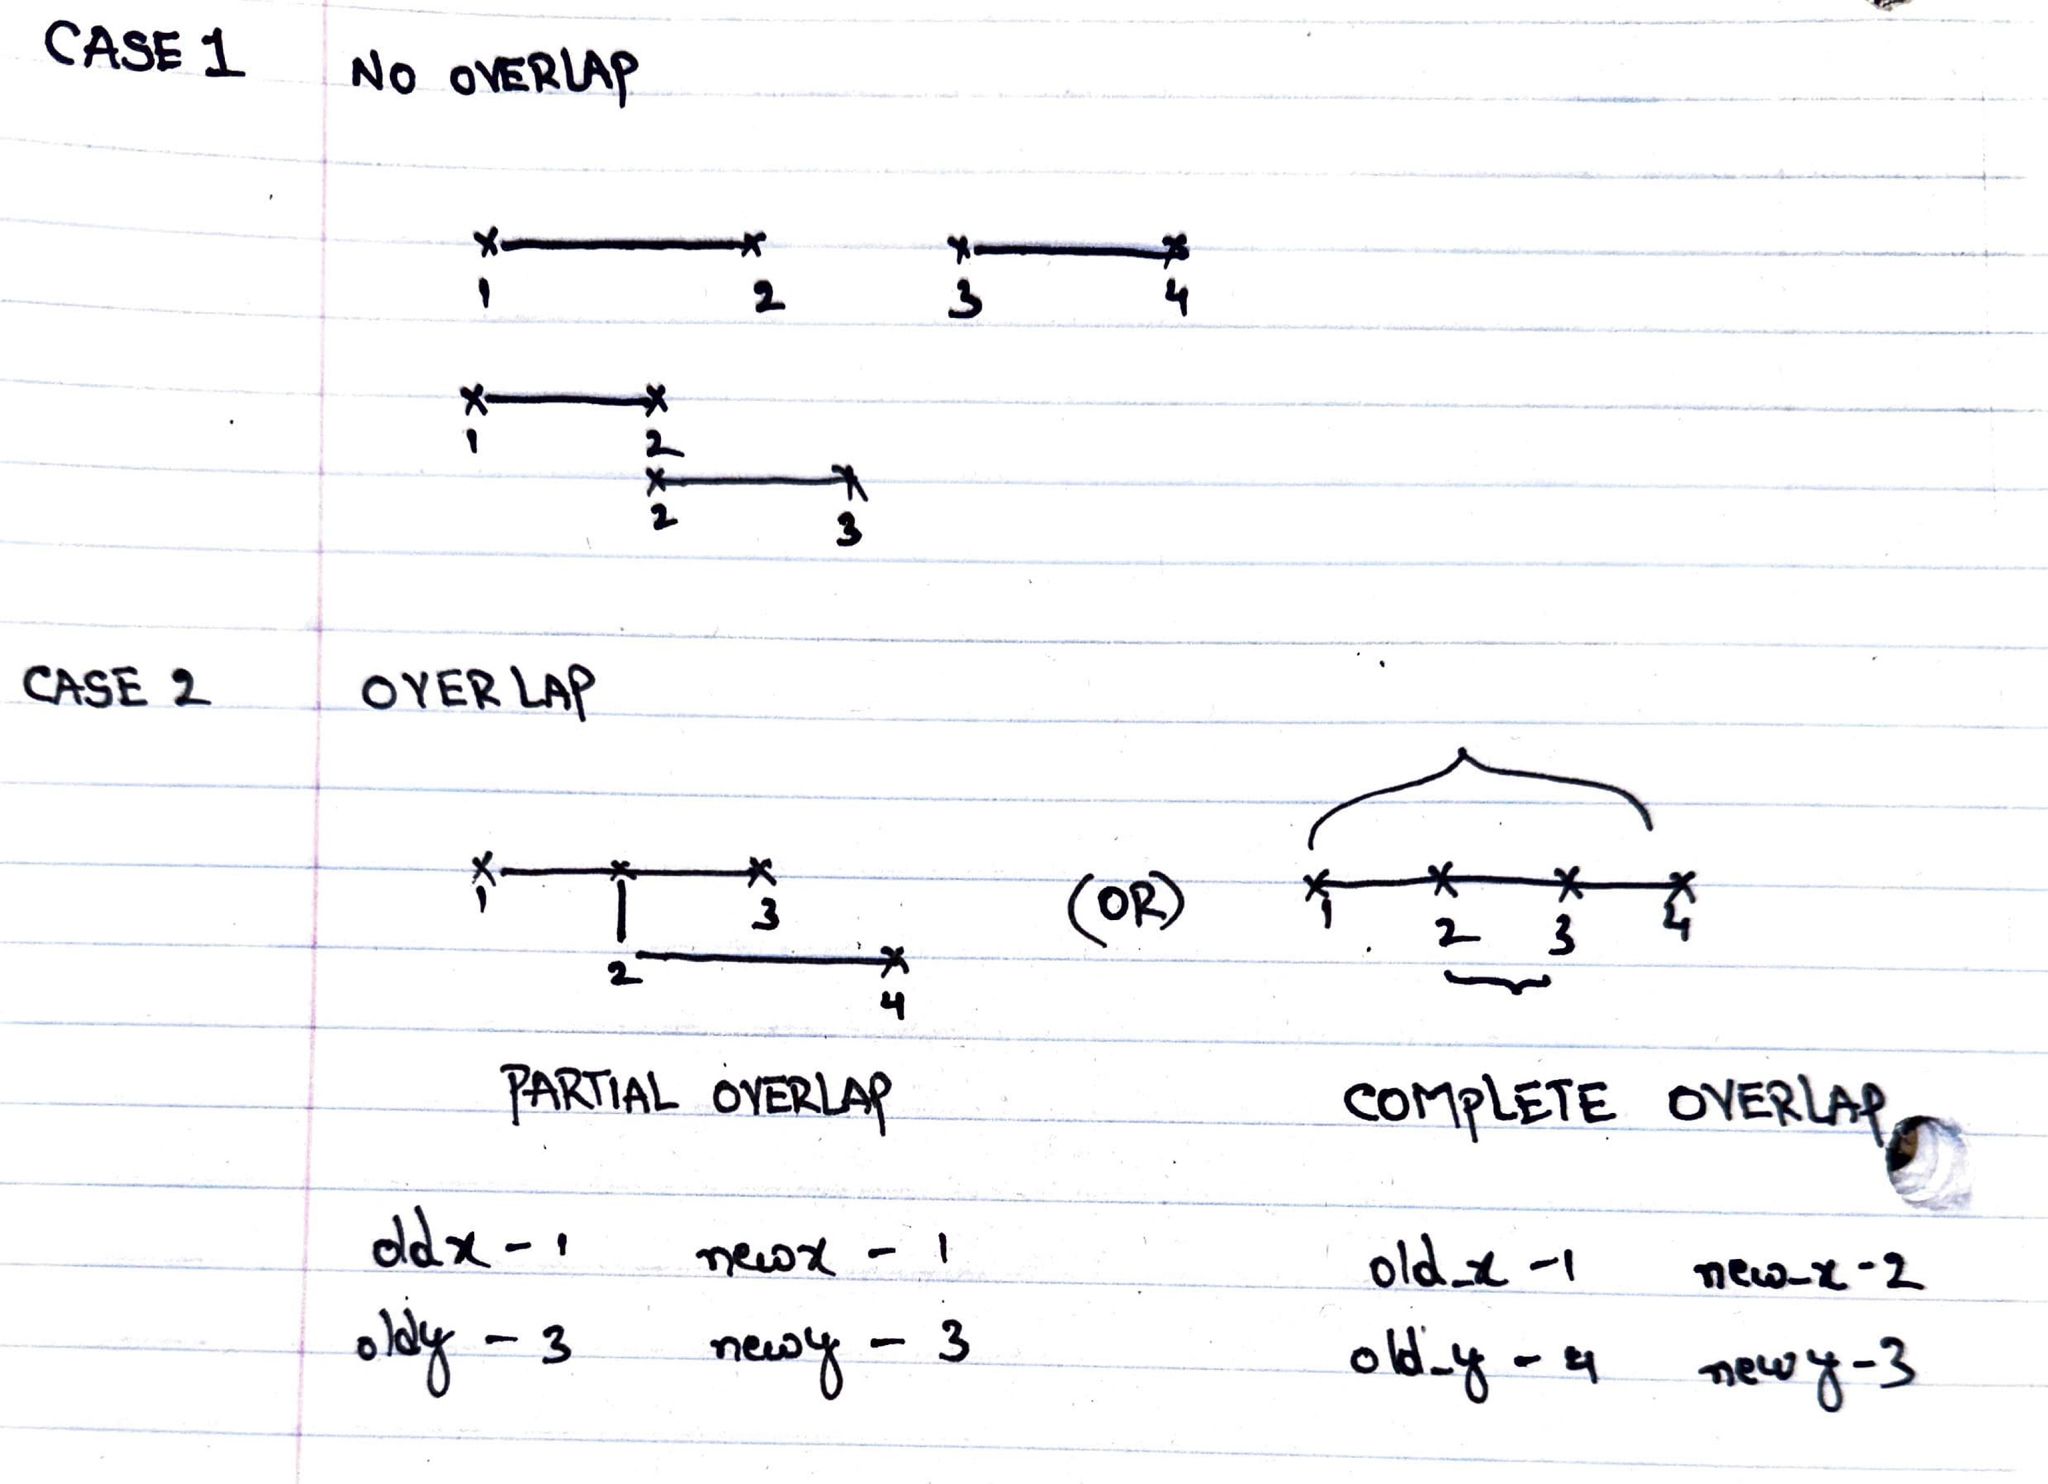 CASE 1 NO OVERLAP
1 2 3 4
1 2
2 3
CASE 2 OVERLAP
1 3 (OR) 1 2 3 4
2 4
PARTIAL OVERLAP COMPLETE OVERLAP
oldx - 1 newx - 1 old_x - 1 new_x - 2
oldy - 3 newy - 3 old_y - 4 newy - 3